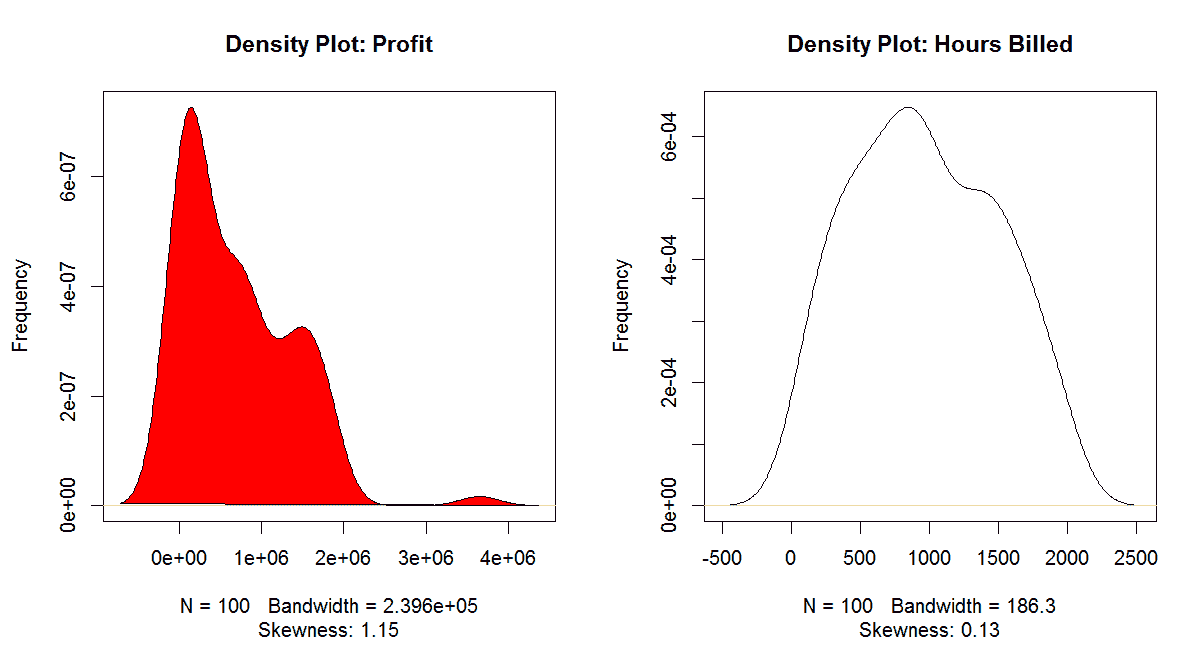 Density Plot: Profit
Frequency
0e+00 2e-07 4e-07 6e-07
0e+00 1e+06 2e+06 3e+06 4e+06
N = 100 Bandwidth = 2.396e+05
Skewness: 1.15
Density Plot: Hours Billed
Frequency
0e+00 2e-04 4e-04 6e-04
-500 0 500 1000 1500 2000 2500
N = 100 Bandwidth = 186.3
Skewness: 0.13